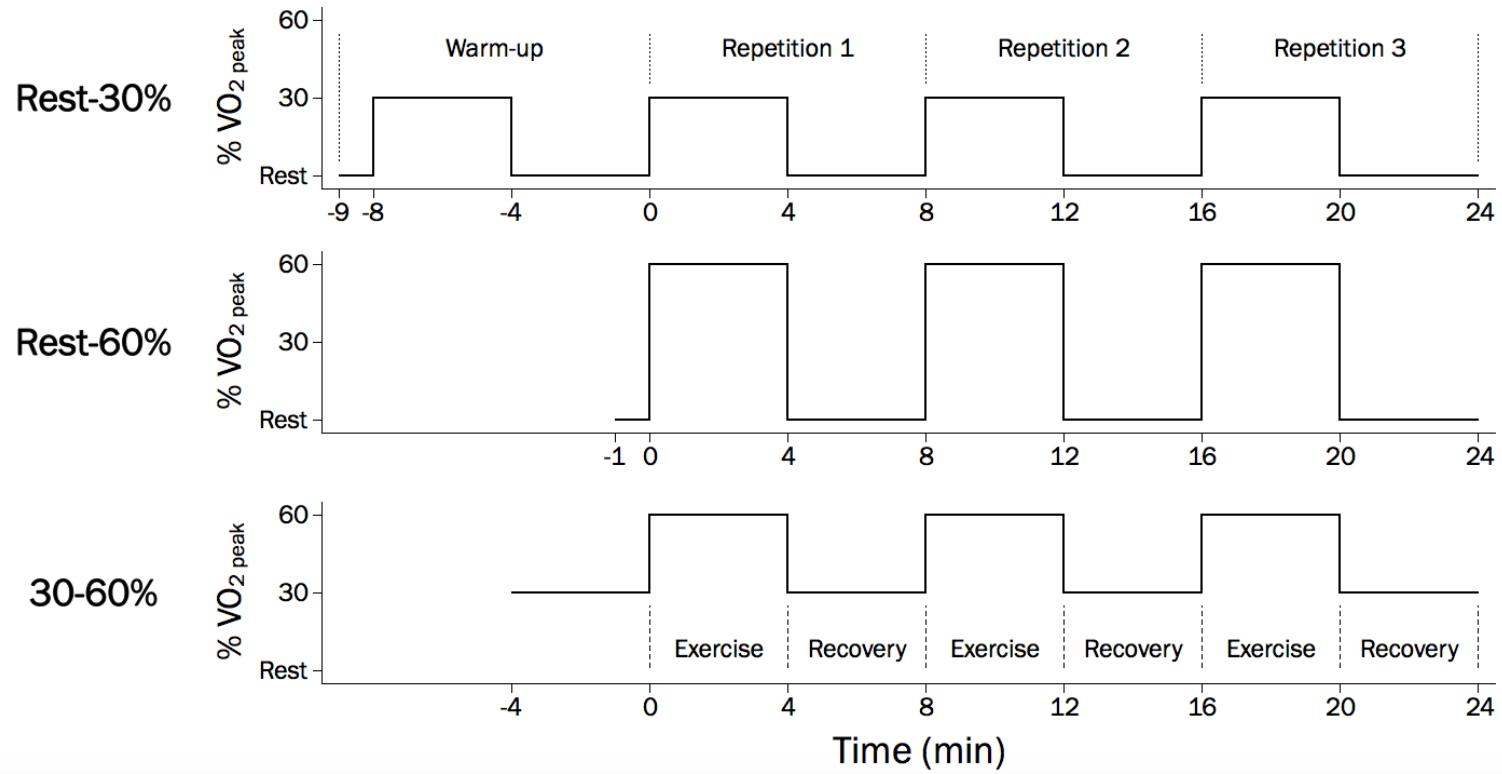 60
Warm-up Repetition 1 Repetition 2 Repetition 3
Rest-30%
% VO2 peak
30
Rest
-9 -8 -4 0 4 8 12 16 20 24
60
Rest-60%
% VO2 peak
30
Rest
-1 0 4 8 12 16 20 24
60
30-60%
% VO2 peak
30
Exercise Recovery Exercise Recovery Exercise Recovery
Rest
-4 0 4 8 12 16 20 24
Time (min)